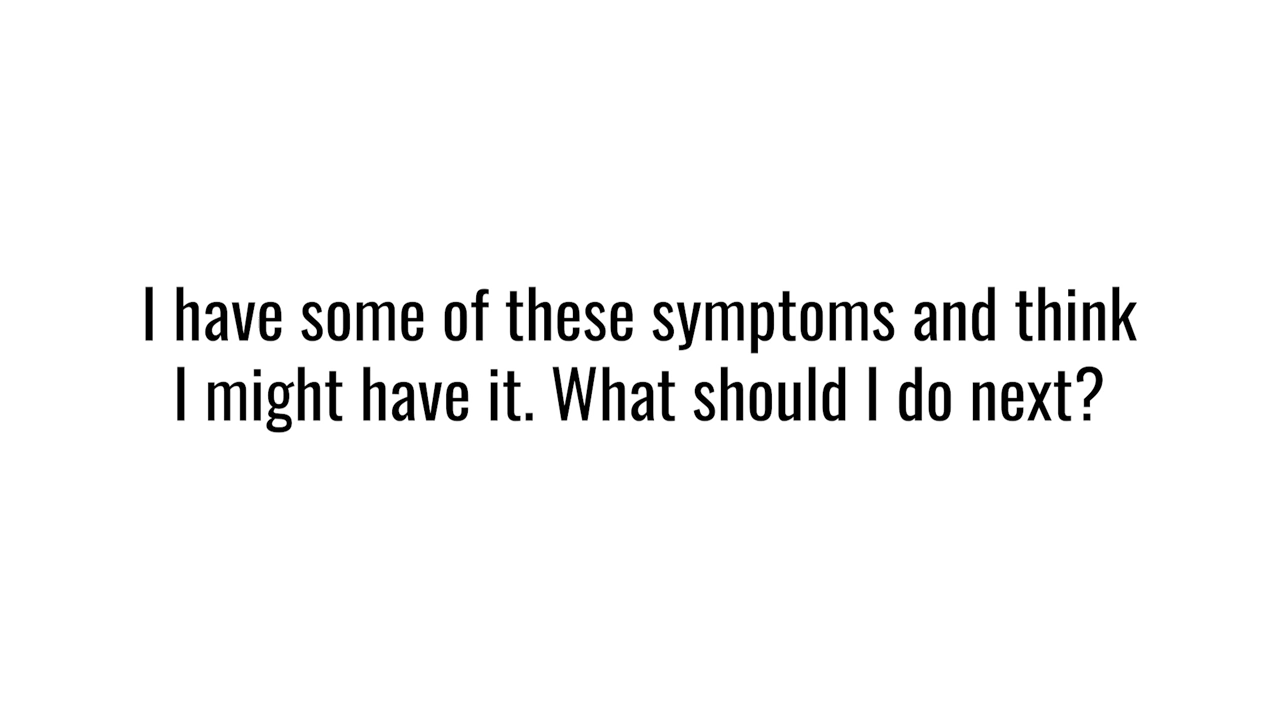 I have some of these symptoms and think
I might have it. What should I do next?